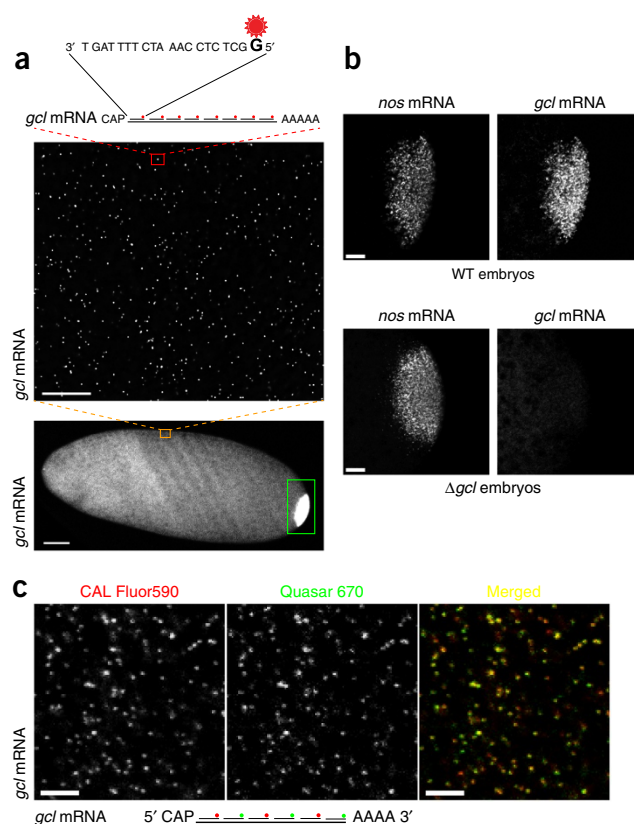 3′ T GAT TTT CTA AAC CTC TCG G 5′
a
gcl mRNA CAP AAAAA
gcl mRNA
gcl mRNA
b
nos mRNA gcl mRNA
WT embryos
nos mRNA gcl mRNA
Δgcl embryos
c
CAL Fluor590 Quasar 670 Merged
gcl mRNA
gcl mRNA 5′ CAP AAAA 3′